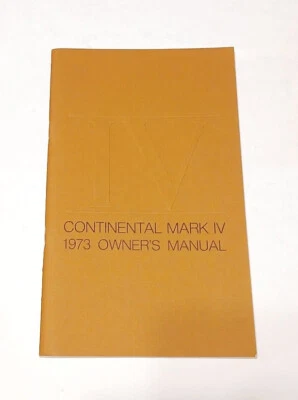 IV
CONTINENTAL MARK IV
1973 OWNER'S MANUAL